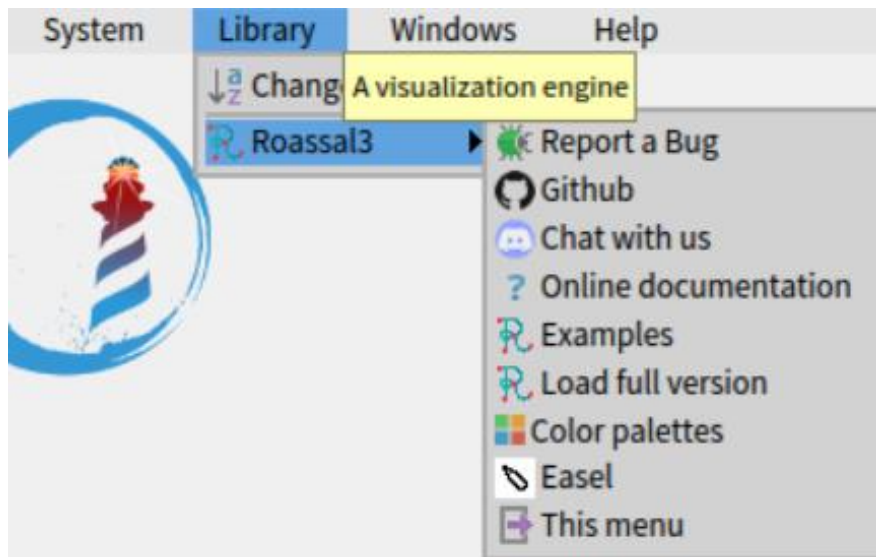 System Library Windows Help
Chang
A visualization engine
Roassal3
Report a Bug
Github
Chat with us
Online documentation
Examples
Load full version
Color palettes
Easel
This menu